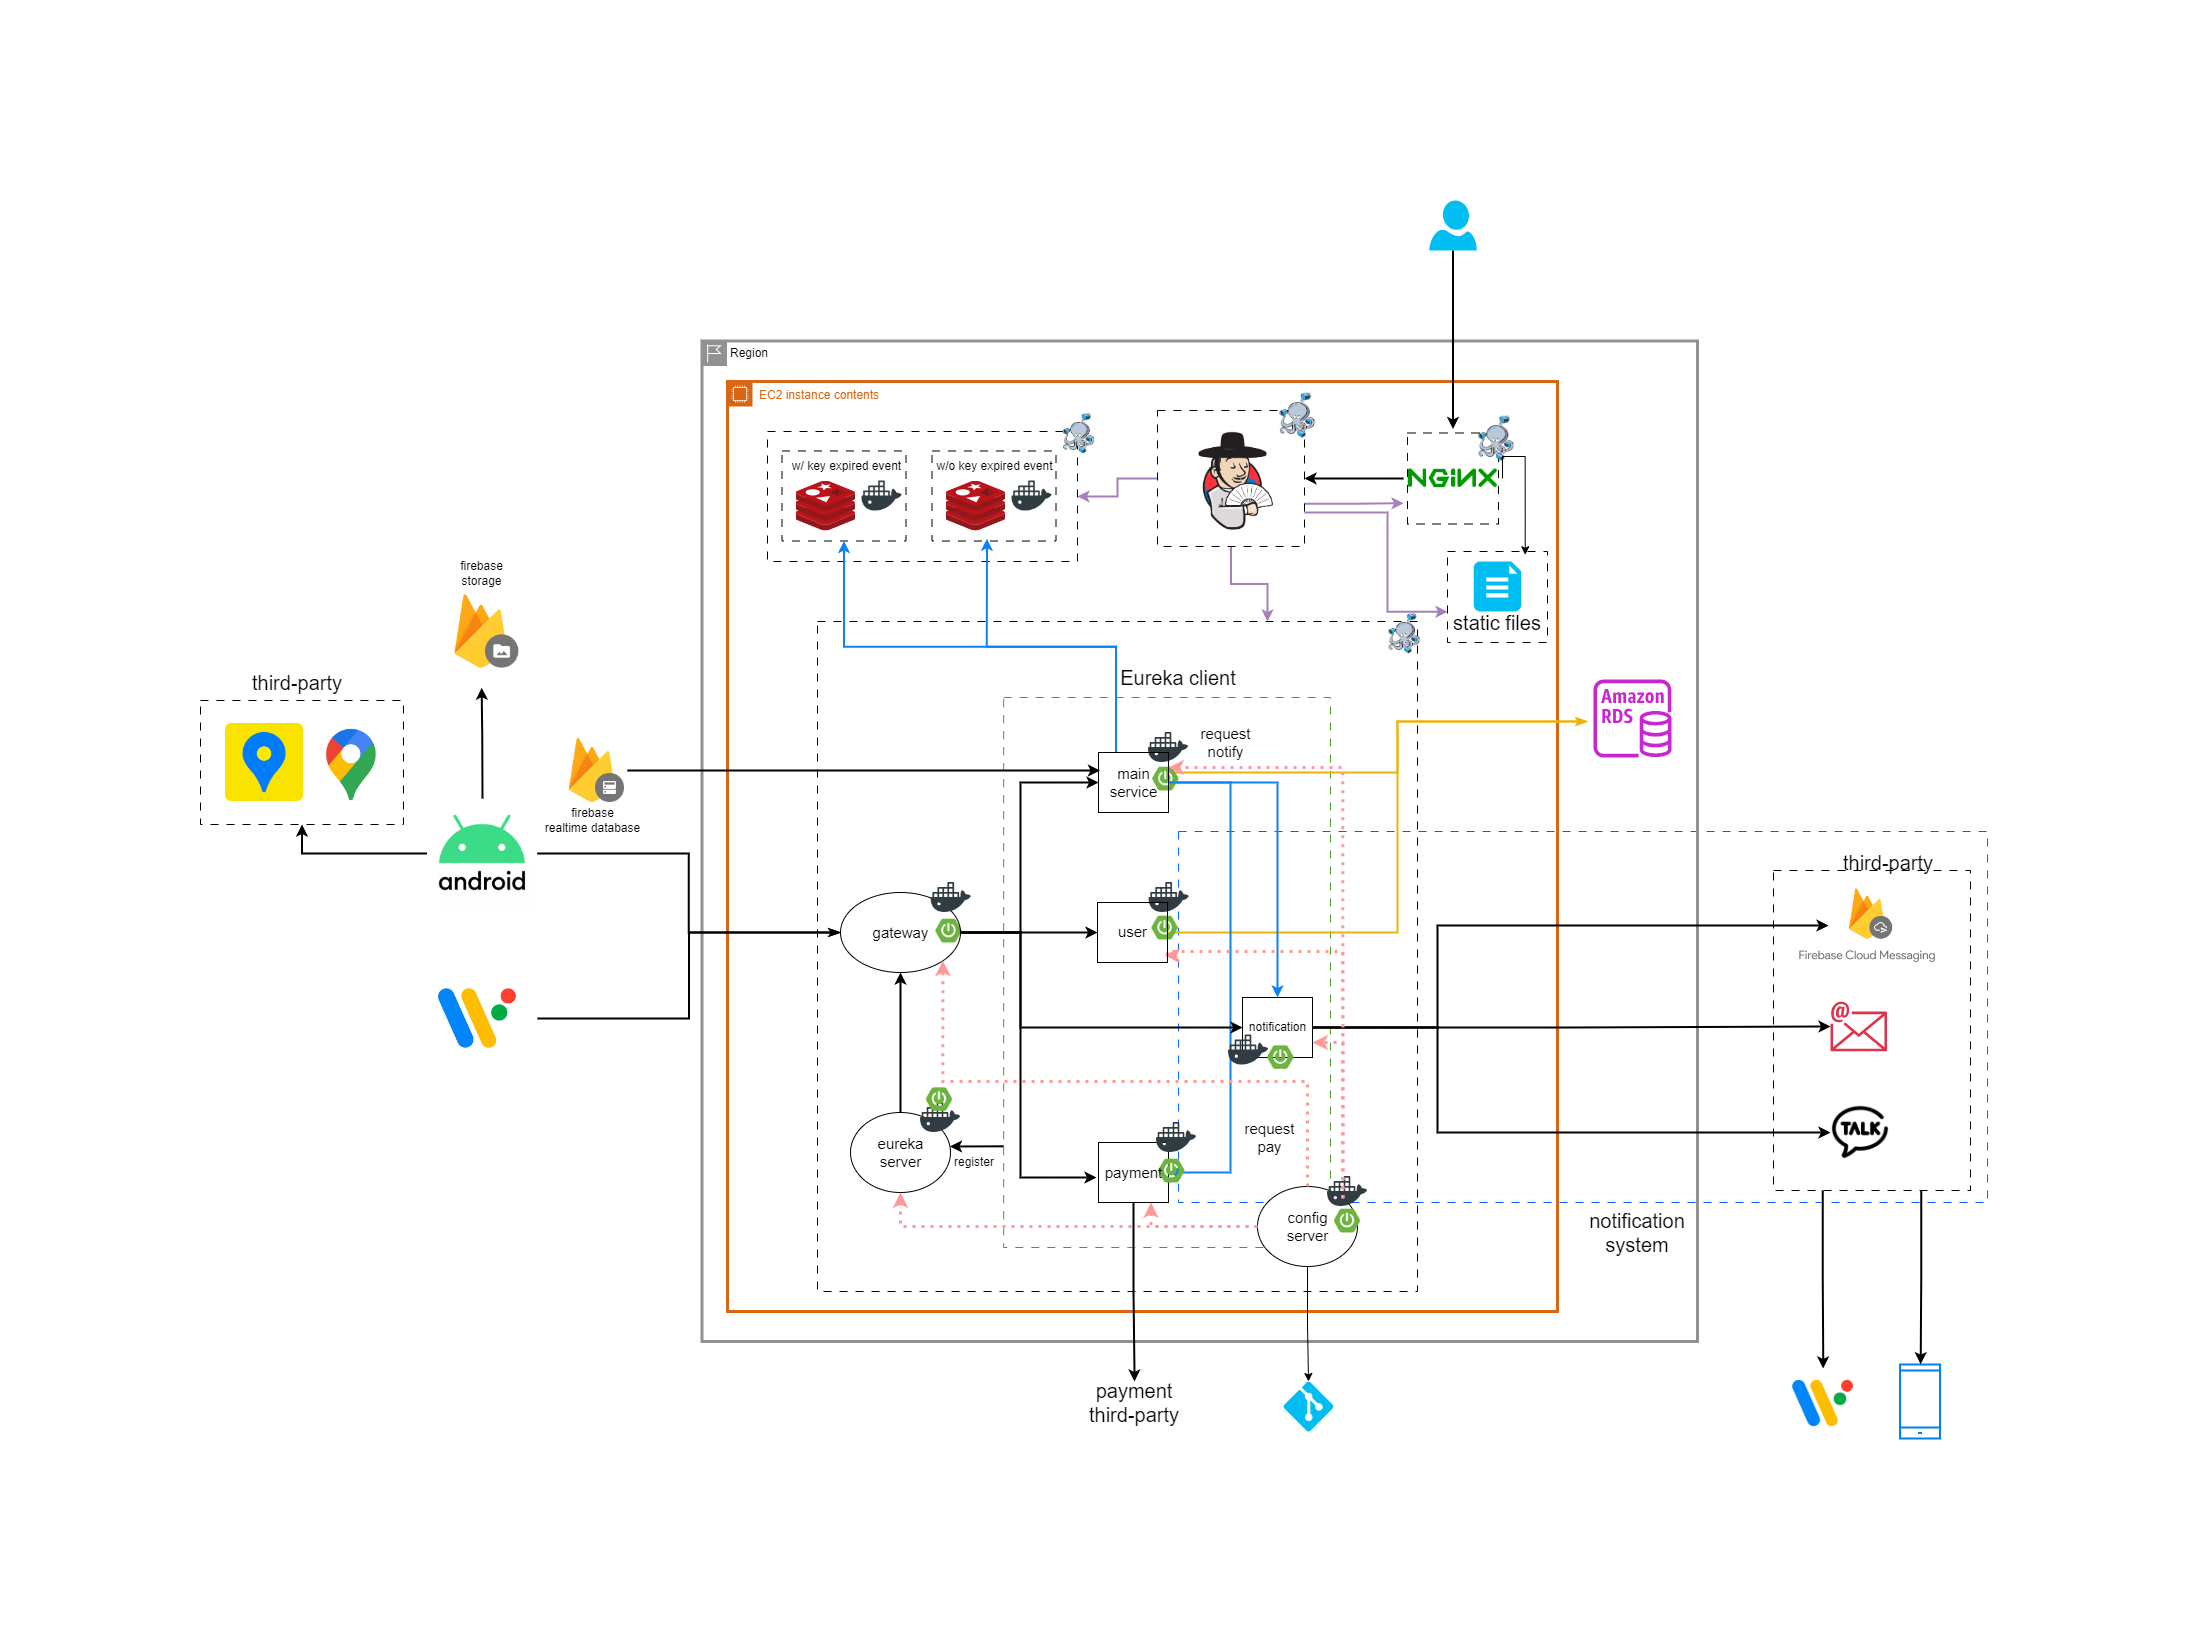 Region
EC2 instance contents
w/ key expired event
w/o key expired event
NGINX
static files
firebase
storage
third-party
firebase
realtime database
android
Eureka client
request
notify
main
service
Amazon
RDS
gateway
user
notification
third-party
Firebase Cloud Messaging
@
TALK
eureka
server
register
request
pay
payment
config
server
notification
system
payment
third-party